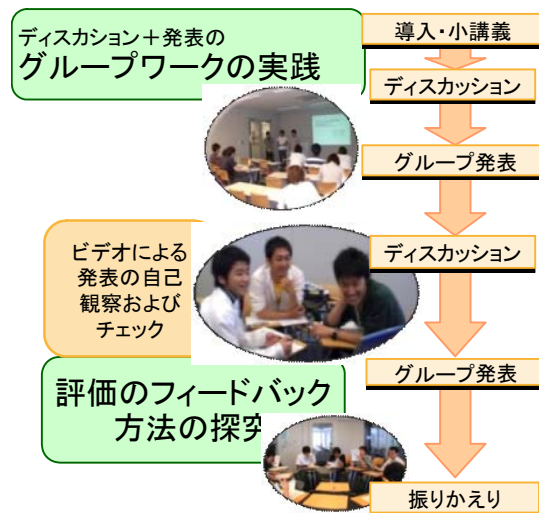 ディスカション＋発表の
グループワークの実践
導入・小講義
ディスカッション
グループ発表
ビデオによる
発表の自己
観察および
チェック
ディスカッション
評価のフィードバック
方法の探究
グループ発表
振りかえり